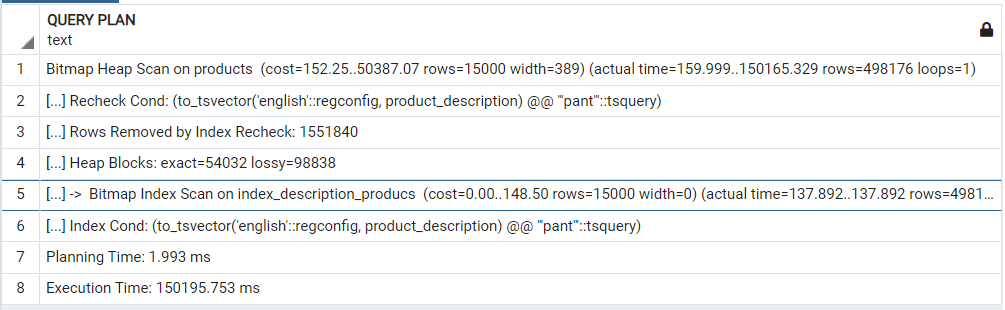 QUERY PLAN
text
1 Bitmap Heap Scan on products (cost=152.25..50387.07 rows=15000 width=389) (actual time=159.999..150165.329 rows=498176 loops=1)
2 [...] Recheck Cond: (to_tsvector('english'::regconfig, product_description) @@ '''pant'''::tsquery)
3 [...] Rows Removed by Index Recheck: 1551840
4 [...] Heap Blocks: exact=54032 lossy=98838
5 [...] -> Bitmap Index Scan on index_description_producs (cost=0.00..148.50 rows=15000 width=0) (actual time=137.892..137.892 rows=4981...
6 [...] Index Cond: (to_tsvector('english'::regconfig, product_description) @@ '''pant'''::tsquery)
7 Planning Time: 1.993 ms
8 Execution Time: 150195.753 ms